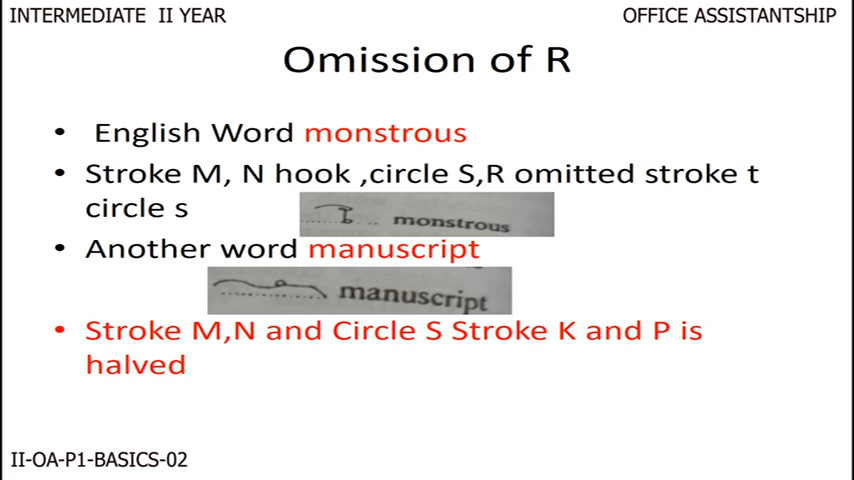 INTERMEDIATE II YEAR
OFFICE ASSISTANTSHIP
Omission of R
• English Word monstrous
• Stroke M, N hook ,circle S,R omitted stroke t
circle s
monstrous
• Another word manuscript
manuscript
• Stroke M,N and Circle S Stroke K and P is
halved
II-OA-P1-BASICS-02